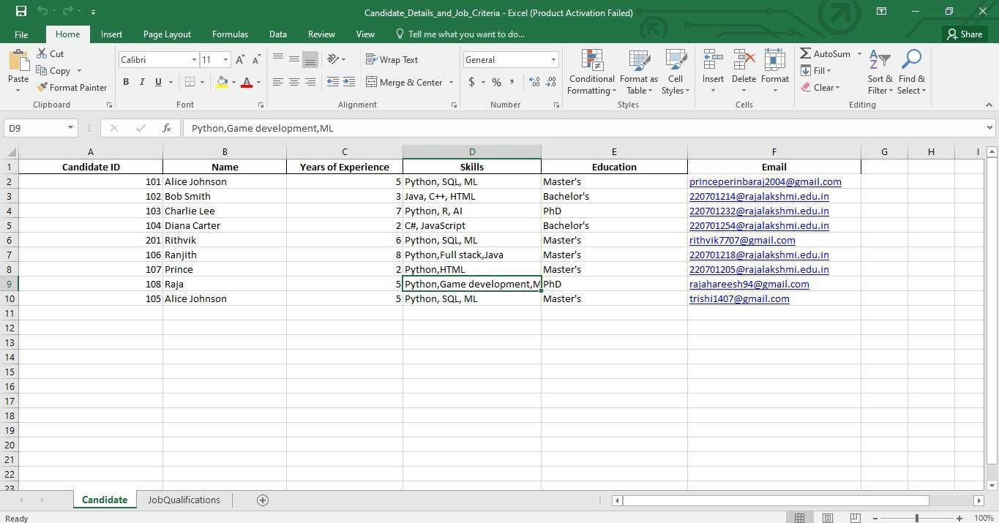 Candidate_Details_and_Job_Criteria - Excel (Product Activation Failed)
File Home Insert Page Layout Formulas Data Review View Tell me what you want to do... Share
Paste Cut Copy Format Painter
Calibri 11
B I U
Wrap Text
Merge & Center
General
$ % ,
Conditional Formatting Format as Table Cell Styles
Insert Delete Format
AutoSum Fill Clear
Sort & Filter Find & Select
Clipboard Font Alignment Number Styles Cells Editing
D9 fx Python,Game development,ML
A B C D E F G H I
1 Candidate ID Name Years of Experience Skills Education Email
2 101 Alice Johnson 5 Python, SQL, ML Master's princeperinbaraj2004@gmail.com
3 102 Bob Smith 3 Java, C++, HTML Bachelor's 220701214@rajalakshmi.edu.in
4 103 Charlie Lee 7 Python, R, AI PhD 220701232@rajalakshmi.edu.in
5 104 Diana Carter 2 C#, JavaScript Bachelor's 220701254@rajalakshmi.edu.in
6 201 Rithvik 6 Python, SQL, ML Master's rithvik7707@gmail.com
7 106 Ranjith 8 Python,Full stack,Java Master's 220701218@rajalakshmi.edu.in
8 107 Prince 2 Python,HTML Master's 220701205@rajalakshmi.edu.in
9 108 Raja 5 Python,Game development,M PhD rajahareesh94@gmail.com
10 105 Alice Johnson 5 Python, SQL, ML Master's trishi1407@gmail.com
11
12
13
14
15
16
17
18
19
20
21
22
23
Candidate JobQualifications
Ready 100%